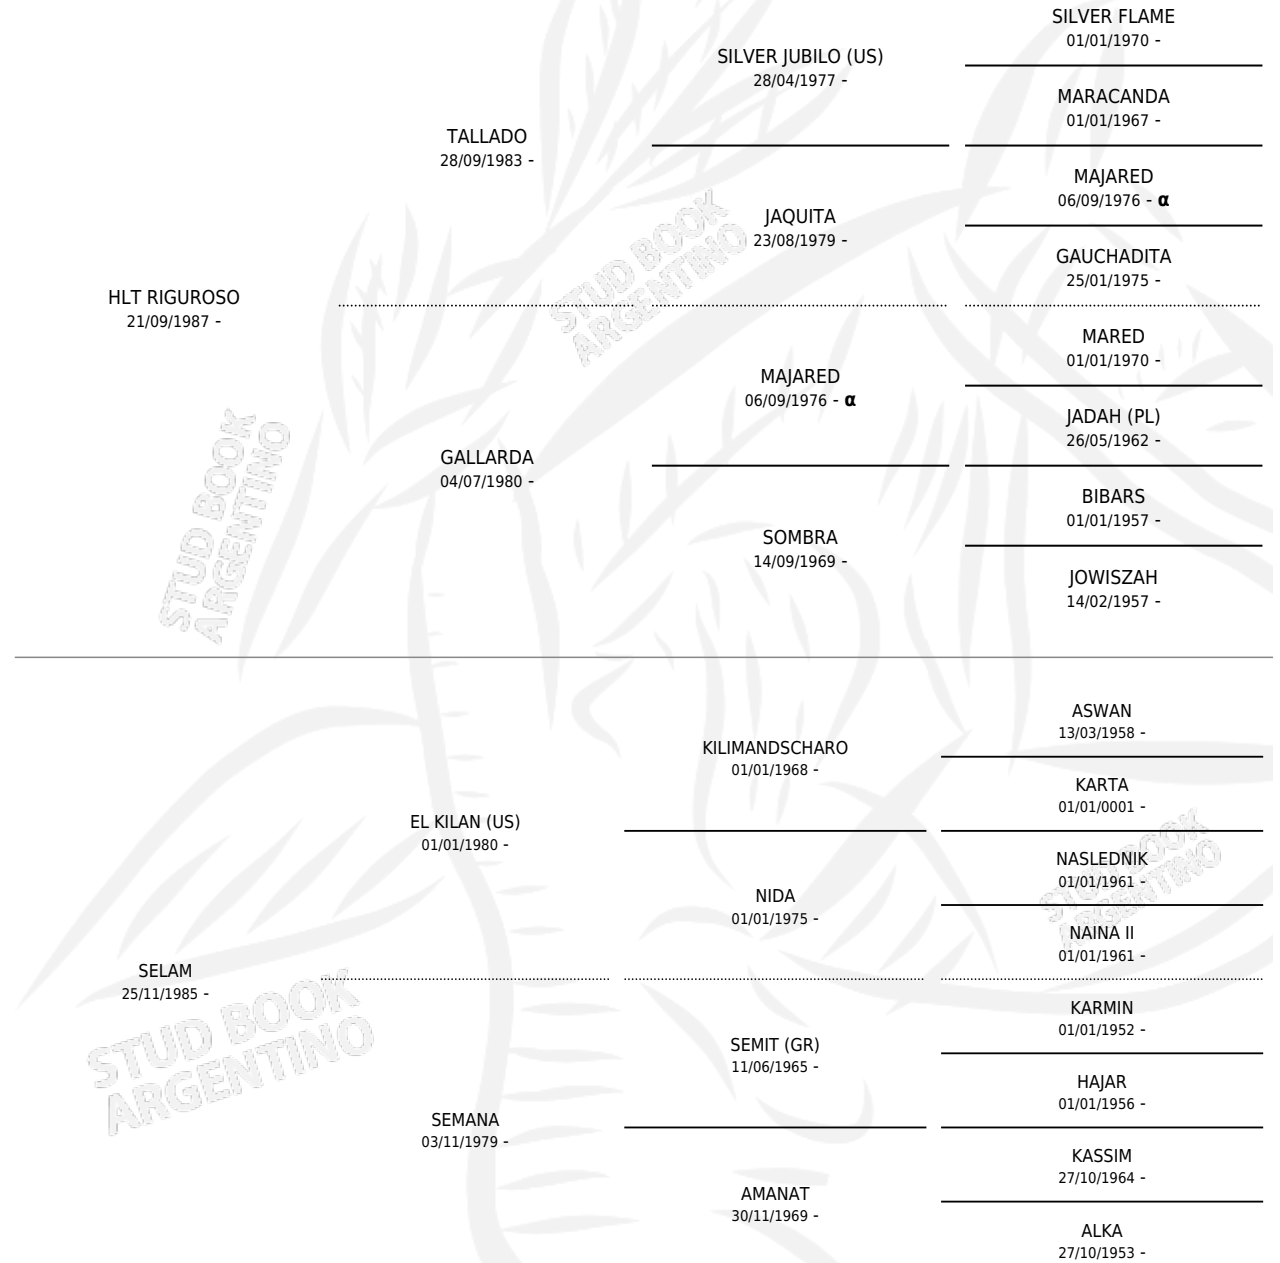 SILVER FLAME
01/01/1970 -
SILVER JUBILO (US)
28/04/1977 -
MARACANDA
01/01/1967 -
TALLADO
28/09/1983 -
MAJARED
06/09/1976 - α
JAQUITA
23/08/1979 -
GAUCHADITA
25/01/1975 -
HLT RIGUROSO
21/09/1987 -
MARED
01/01/1970 -
MAJARED
06/09/1976 - α
JADAH (PL)
26/05/1962 -
GALLARDA
04/07/1980 -
BIBARS
01/01/1957 -
SOMBRA
14/09/1969 -
JOWISZAH
14/02/1957 -
ASWAN
13/03/1958 -
KILIMANDSCHARO
01/01/1968 -
KARTA
01/01/0001 -
EL KILAN (US)
01/01/1980 -
NASLEDNIK
01/01/1961 -
NIDA
01/01/1975 -
NAINA II
01/01/1961 -
SELAM
25/11/1985 -
KARMIN
01/01/1952 -
SEMIT (GR)
11/06/1965 -
HAJAR
01/01/1956 -
SEMANA
03/11/1979 -
KASSIM
27/10/1964 -
AMANAT
30/11/1969 -
ALKA
27/10/1953 -
STUD BOOK
ARGENTINO
STUD BOOK
ARGENTINO
STUD BOOK
ARGENTINO
STUD BOOK
ARGENTINO